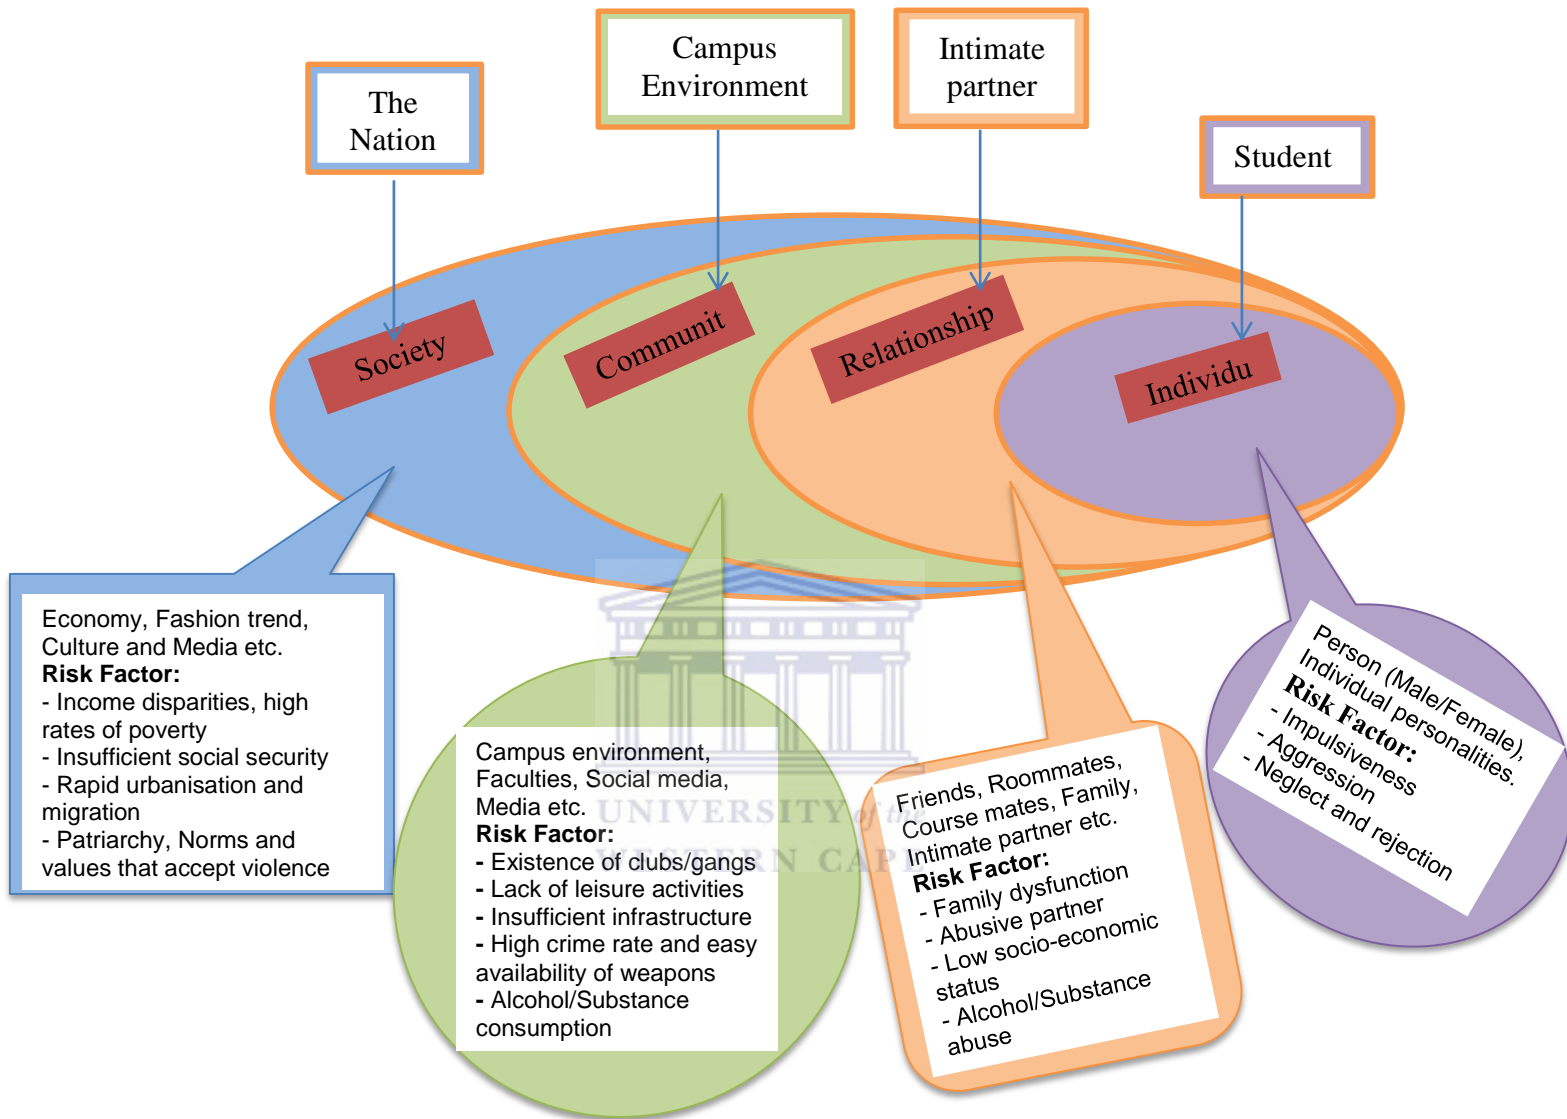 The
Nation
Campus
Environment
Intimate
partner
Student
Society
Communit
Relationship
Individu
Economy, Fashion trend,
Culture and Media etc.
Risk Factor:
- Income disparities, high
rates of poverty
- Insufficient social security
- Rapid urbanisation and
migration
- Patriarchy, Norms and
values that accept violence
Campus environment,
Faculties, Social media,
Media etc.
Risk Factor:
- Existence of clubs/gangs
- Lack of leisure activities
- Insufficient infrastructure
- High crime rate and easy
availability of weapons
- Alcohol/Substance
consumption
Friends, Roommates,
Course mates, Family,
Intimate partner etc.
Risk Factor:
- Family dysfunction
- Abusive partner
- Low socio-economic
status
- Alcohol/Substance
abuse
Person (Male/Female),
Individual personalities.
Risk Factor:
- Impulsiveness
- Aggression
- Neglect and rejection
UNIVERSITY of the
WESTERN CAPE